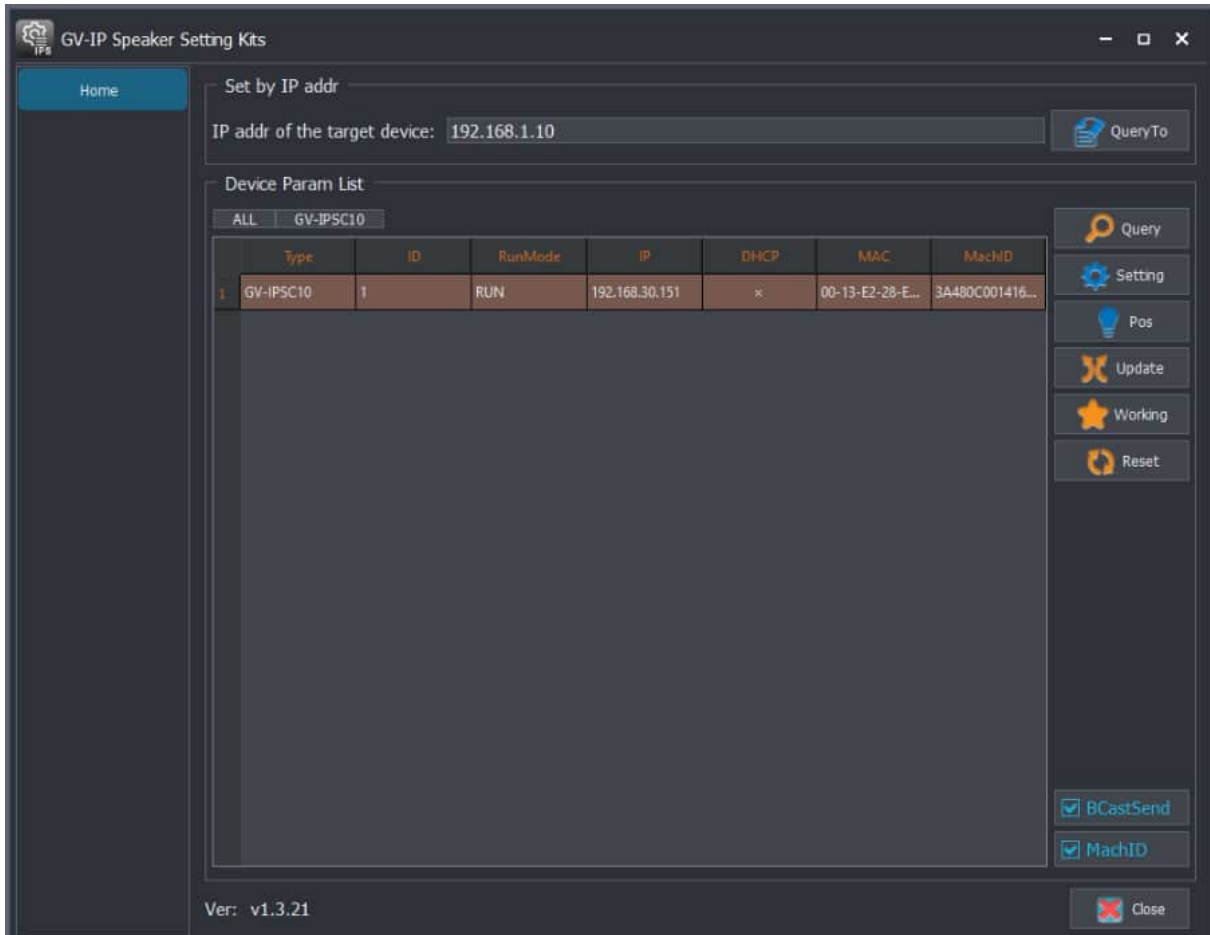 IPS
GV-IP Speaker Setting Kits
Home
Set by IP addr
IP addr of the target device: 192.168.1.10
QueryTo
Device Param List
ALL GV-IPSC10
Type ID RunMode IP DHCP MAC MachID
1 GV-IPSC10 1 RUN 192.168.30.151 × 00-13-E2-28-E... 3A480C001416...
Query
Setting
Pos
Update
Working
Reset
BCastSend
MachID
Ver: v1.3.21
Close